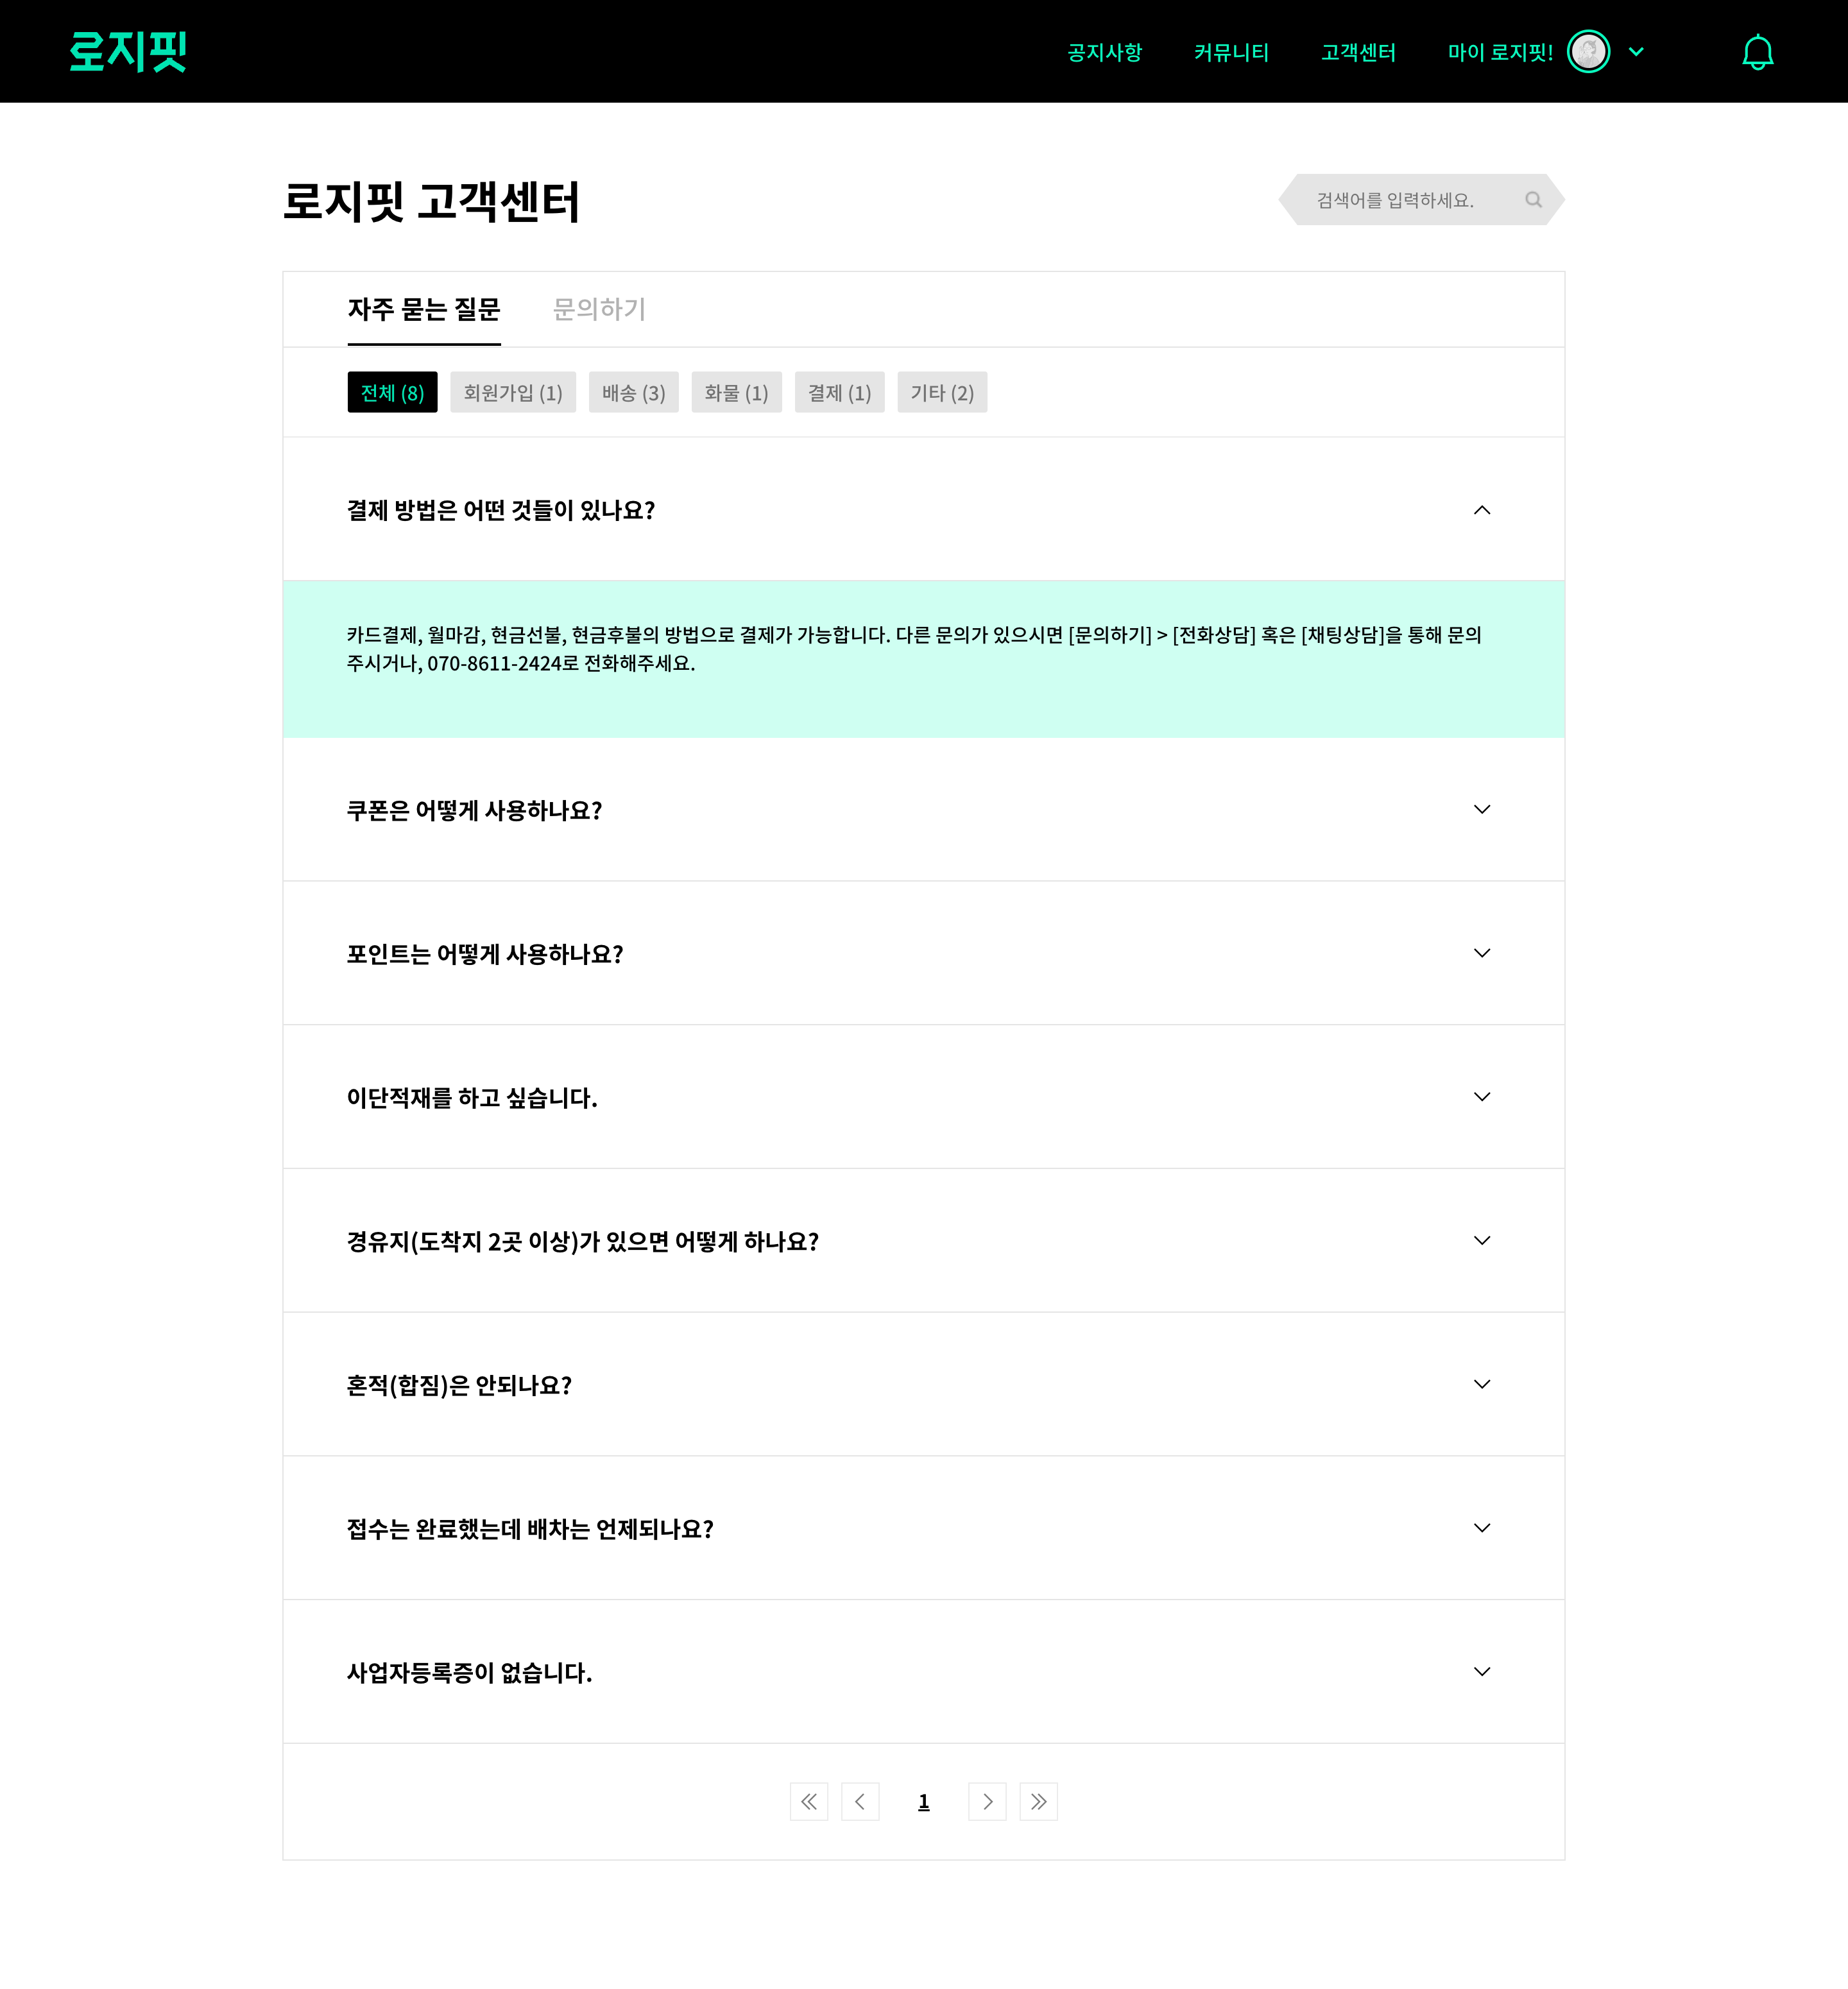 로지핏
공지사항 커뮤니티 고객센터 마이 로지핏!
로지핏 고객센터
검색어를 입력하세요.
자주 묻는 질문 문의하기
전체 (8) 회원가입 (1) 배송 (3) 화물 (1) 결제 (1) 기타 (2)
결제 방법은 어떤 것들이 있나요?
카드결제, 월마감, 현금선불, 현금후불의 방법으로 결제가 가능합니다. 다른 문의가 있으시면 [문의하기] > [전화상담] 혹은 [채팅상담]을 통해 문의
주시거나, 070-8611-2424로 전화해주세요.
쿠폰은 어떻게 사용하나요?
포인트는 어떻게 사용하나요?
이단적재를 하고 싶습니다.
경유지(도착지 2곳 이상)가 있으면 어떻게 하나요?
혼적(합짐)은 안되나요?
접수는 완료했는데 배차는 언제되나요?
사업자등록증이 없습니다.
1